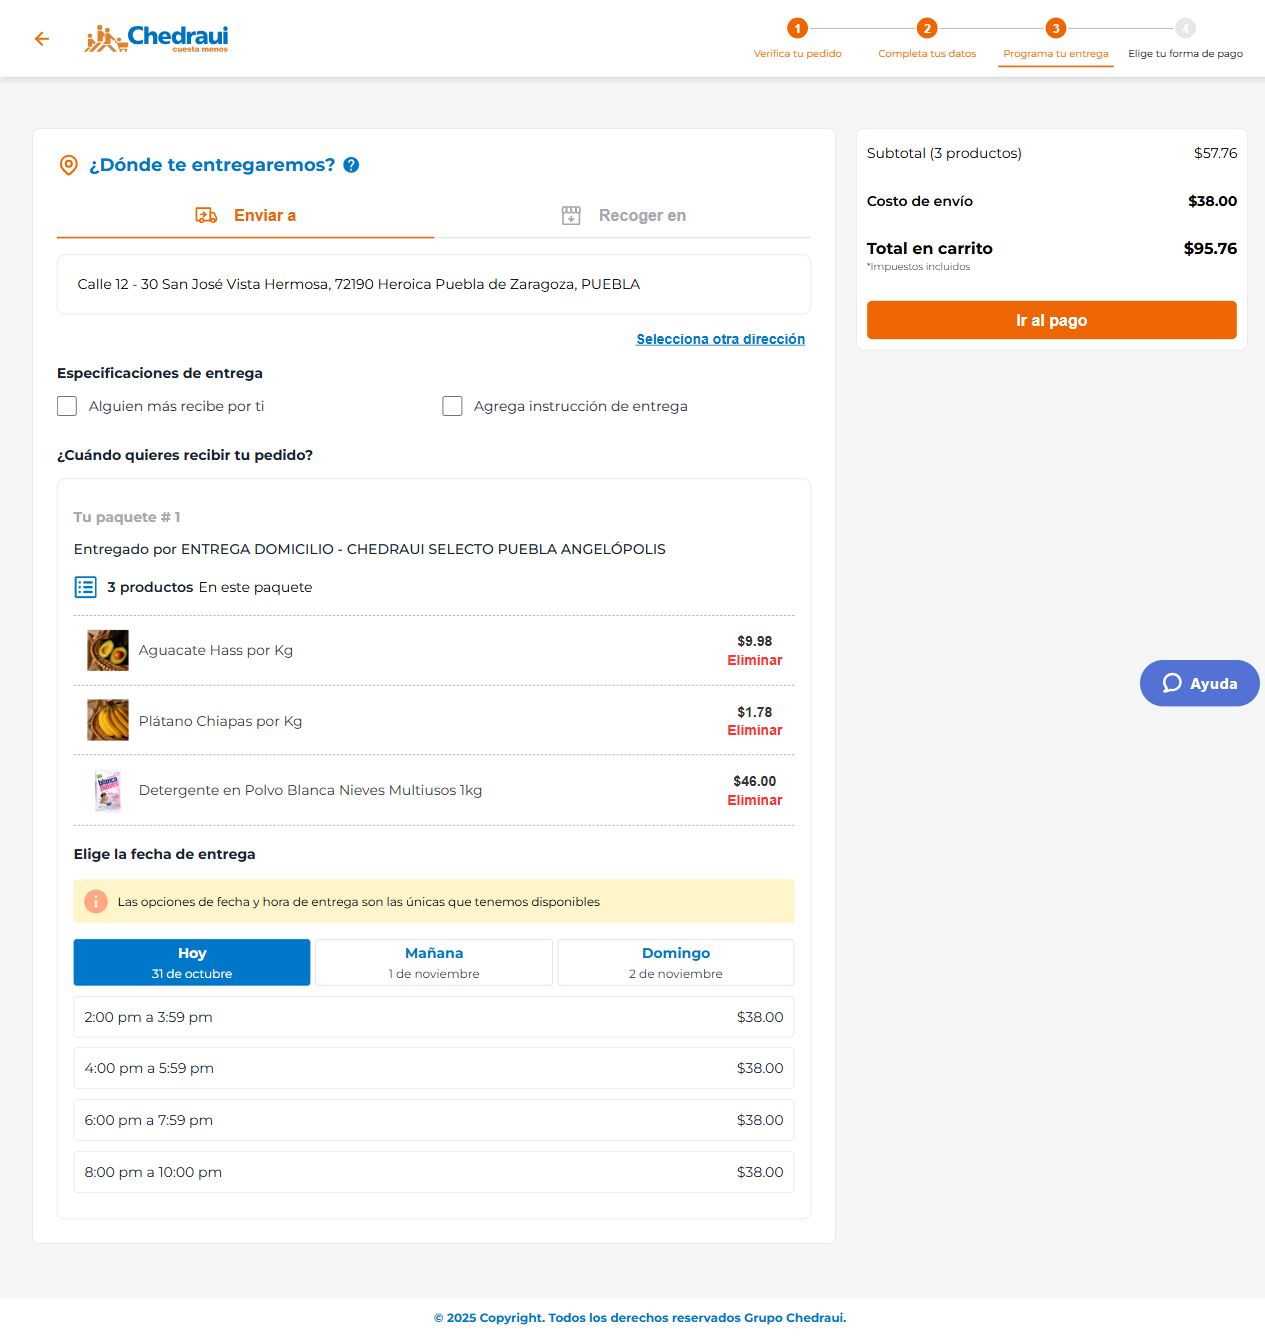 Chedraui
cuesta menos
1
Verifica tu pedido
2
Completa tus datos
3
Programa tu entrega
4
Elige tu forma de pago
¿Dónde te entregaremos? ?
Enviar a
Recoger en
Calle 12 - 30 San José Vista Hermosa, 72190 Heroica Puebla de Zaragoza, PUEBLA
Selecciona otra dirección
Especificaciones de entrega
Alguien más recibe por ti
Agrega instrucción de entrega
¿Cuándo quieres recibir tu pedido?
Tu paquete # 1
Entregado por ENTREGA DOMICILIO - CHEDRAUI SELECTO PUEBLA ANGELÓPOLIS
3 productos En este paquete
Aguacate Hass por Kg
$9.98
Eliminar
Plátano Chiapas por Kg
$1.78
Eliminar
blanca
Detergente en Polvo Blanca Nieves Multiusos 1kg
$46.00
Eliminar
Elige la fecha de entrega
Las opciones de fecha y hora de entrega son las únicas que tenemos disponibles
Hoy
31 de octubre
Mañana
1 de noviembre
Domingo
2 de noviembre
2:00 pm a 3:59 pm $38.00
4:00 pm a 5:59 pm $38.00
6:00 pm a 7:59 pm $38.00
8:00 pm a 10:00 pm $38.00
Subtotal (3 productos) $57.76
Costo de envío $38.00
Total en carrito $95.76
*Impuestos incluidos
Ir al pago
Ayuda
© 2025 Copyright. Todos los derechos reservados Grupo Chedraui.